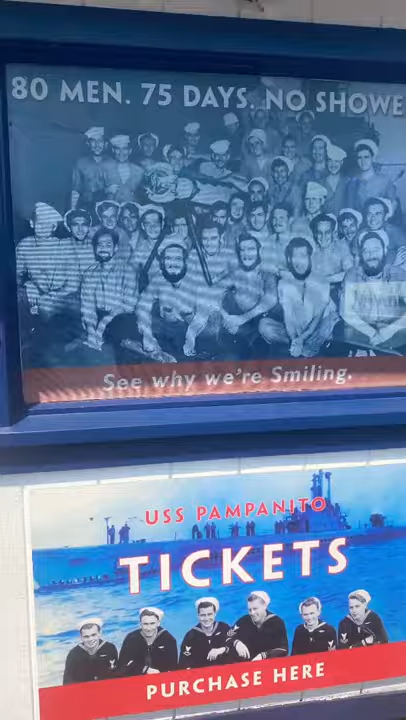 80 MEN. 75 DAYS. NO SHOWE
See why we're Smiling.
USS PAMPANITO
TICKETS
PURCHASE HERE